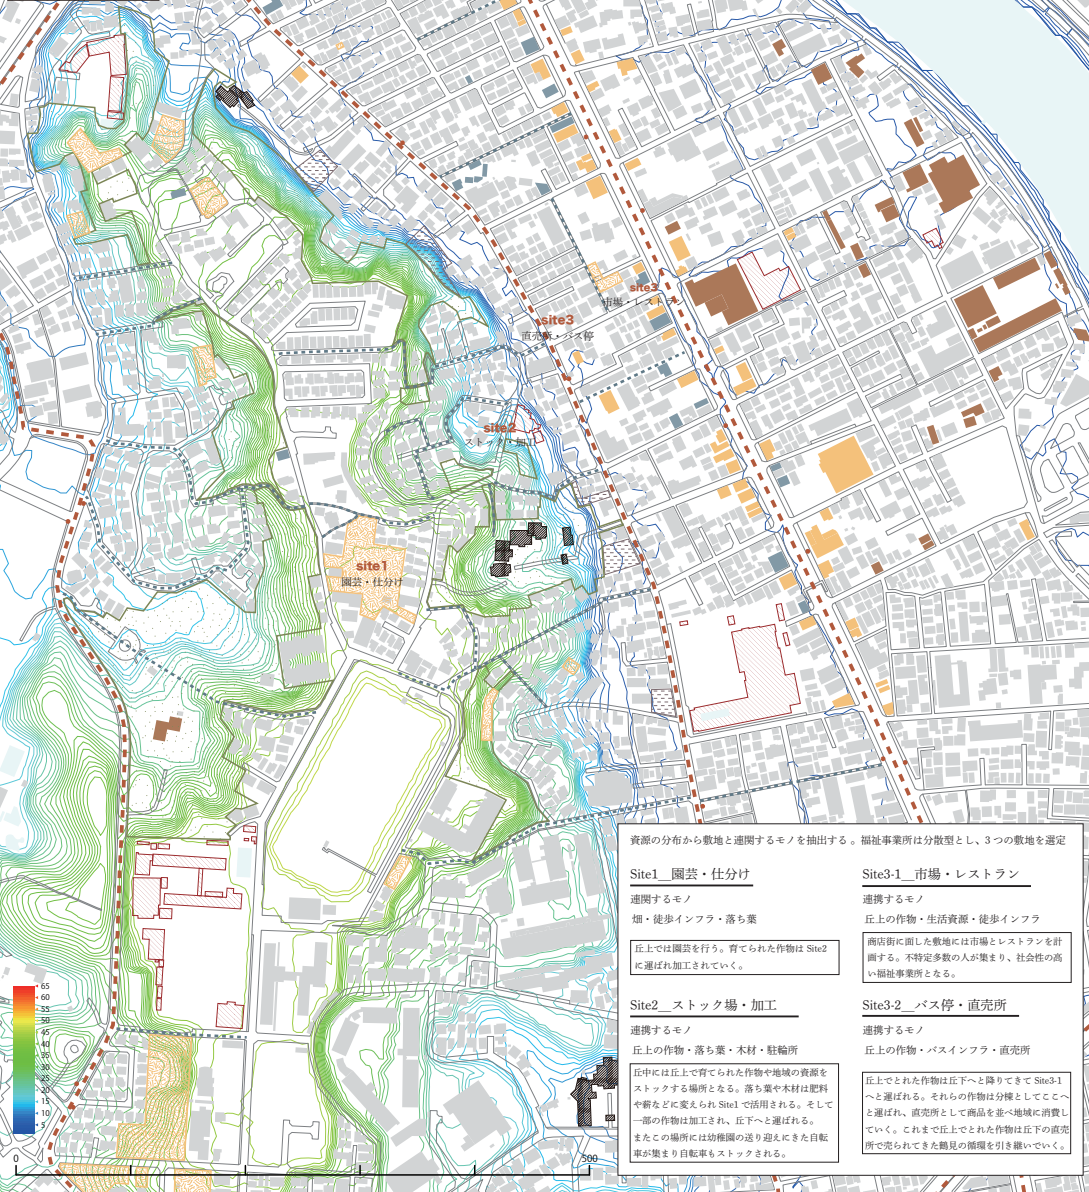 site3
市場・レストラン
site3
直売所・バス停
site2
ストック・加工
site1
園芸・仕分け
資源の分布から敷地と連関するモノを抽出する 。福祉事業所は分散型とし、3 つの敷地を選定
Site1__園芸・仕分け
連関するモノ
畑・徒歩インフラ・落ち葉
丘上では園芸を行う。育てられた作物は Site2
に運ばれ加工されていく。
Site2__ストック場・加工
連携するモノ
丘上の作物・落ち葉・木材・駐輪所
丘中には丘上で育てられた作物や地域の資源を
ストックする場所となる。落ち葉や木材は肥料
や薪などに変えられ Site1 で活用される。そして
一部の作物は加工され、丘下へと運ばれる。
またこの場所には幼稚園の送り迎えにきた自転
車が集まり自転車もストックされる。
Site3-1__市場・レストラン
連携するモノ
丘上の作物・生活資源・徒歩インフラ
商店街に面した敷地には市場とレストランを計
画する。不特定多数の人が集まり、社会性の高
い福祉事業所となる。
Site3-2__バス停・直売所
連携するモノ
丘上の作物・バスインフラ・直売所
丘上でとれた作物は丘下へと降りてきて Site3-1
へと運ばれる。それらの作物は分棟としてここへ
と運ばれ、直売所として商品を並べ地域に消費し
ていく。これまで丘上でとれた作物は丘下の直売
所で売られてきた鶴見の循環を引き継いでいく。
65
60
55
50
45
40
35
30
25
20
15
10
5
0
500